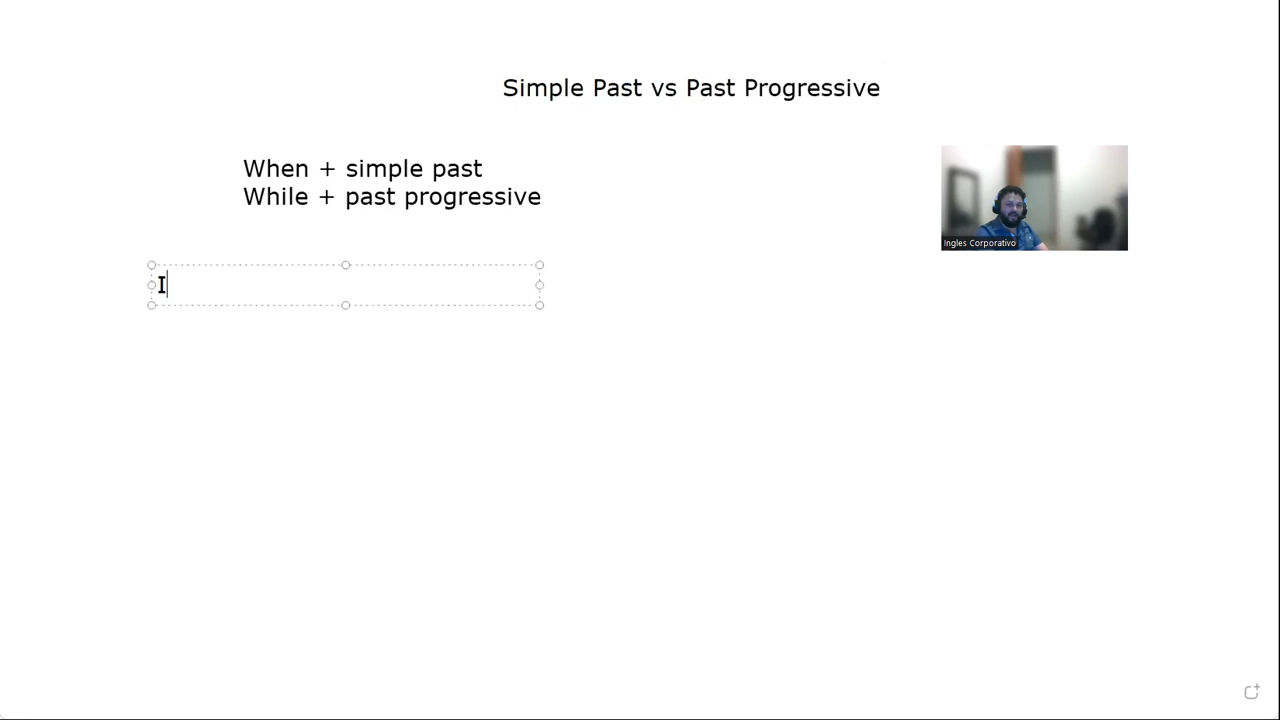 Simple Past vs Past Progressive
When + simple past
While + past progressive
Ingles Corporativo
I